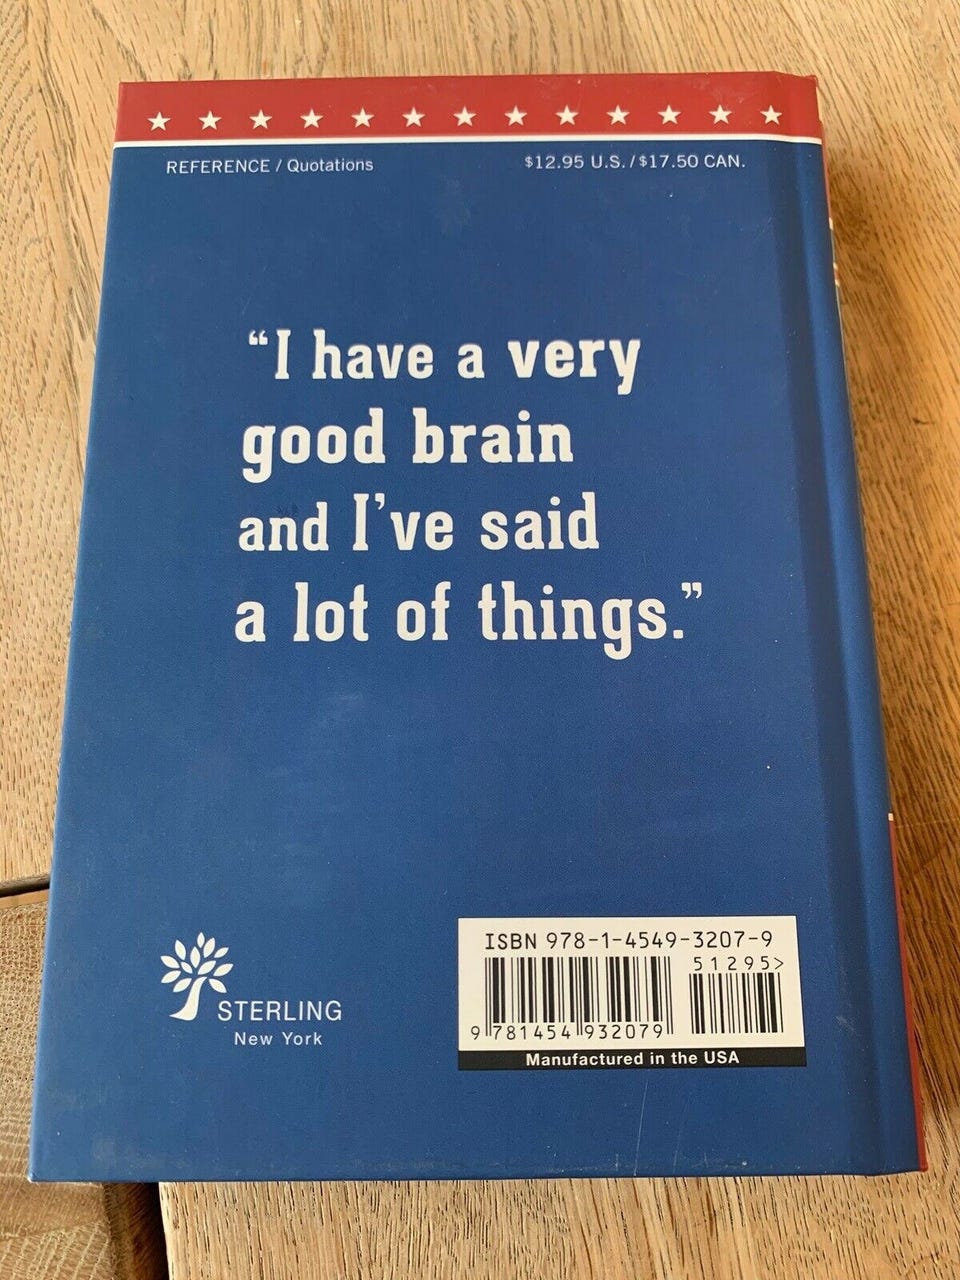 REFERENCE / Quotations
$12.95 U.S. / $17.50 CAN.
“I have a very
good brain
and I’ve said
a lot of things.”
STERLING
New York
ISBN 978-1-4549-3207-9
51295>
9 781454 932079
Manufactured in the USA